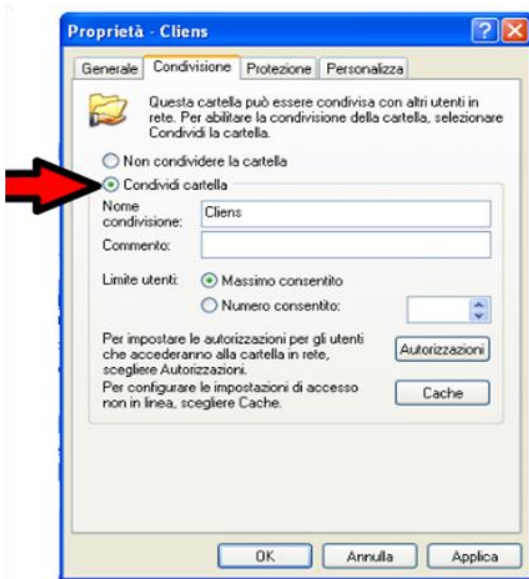 Proprietà - Cliens
Generale Condivisione Protezione Personalizza
Questa cartella può essere condivisa con altri utenti in
rete. Per abilitare la condivisione della cartella, selezionare
Condividi la cartella.
Non condividere la cartella
Condividi cartella
Nome
condivisione:
Cliens
Commento:
Limite utenti: Massimo consentito
Numero consentito:
Per impostare le autorizzazioni per gli utenti
che accederanno alla cartella in rete,
scegliere Autorizzazioni.
Autorizzazioni
Per configurare le impostazioni di accesso
non in linea, scegliere Cache.
Cache
OK Annulla Applica